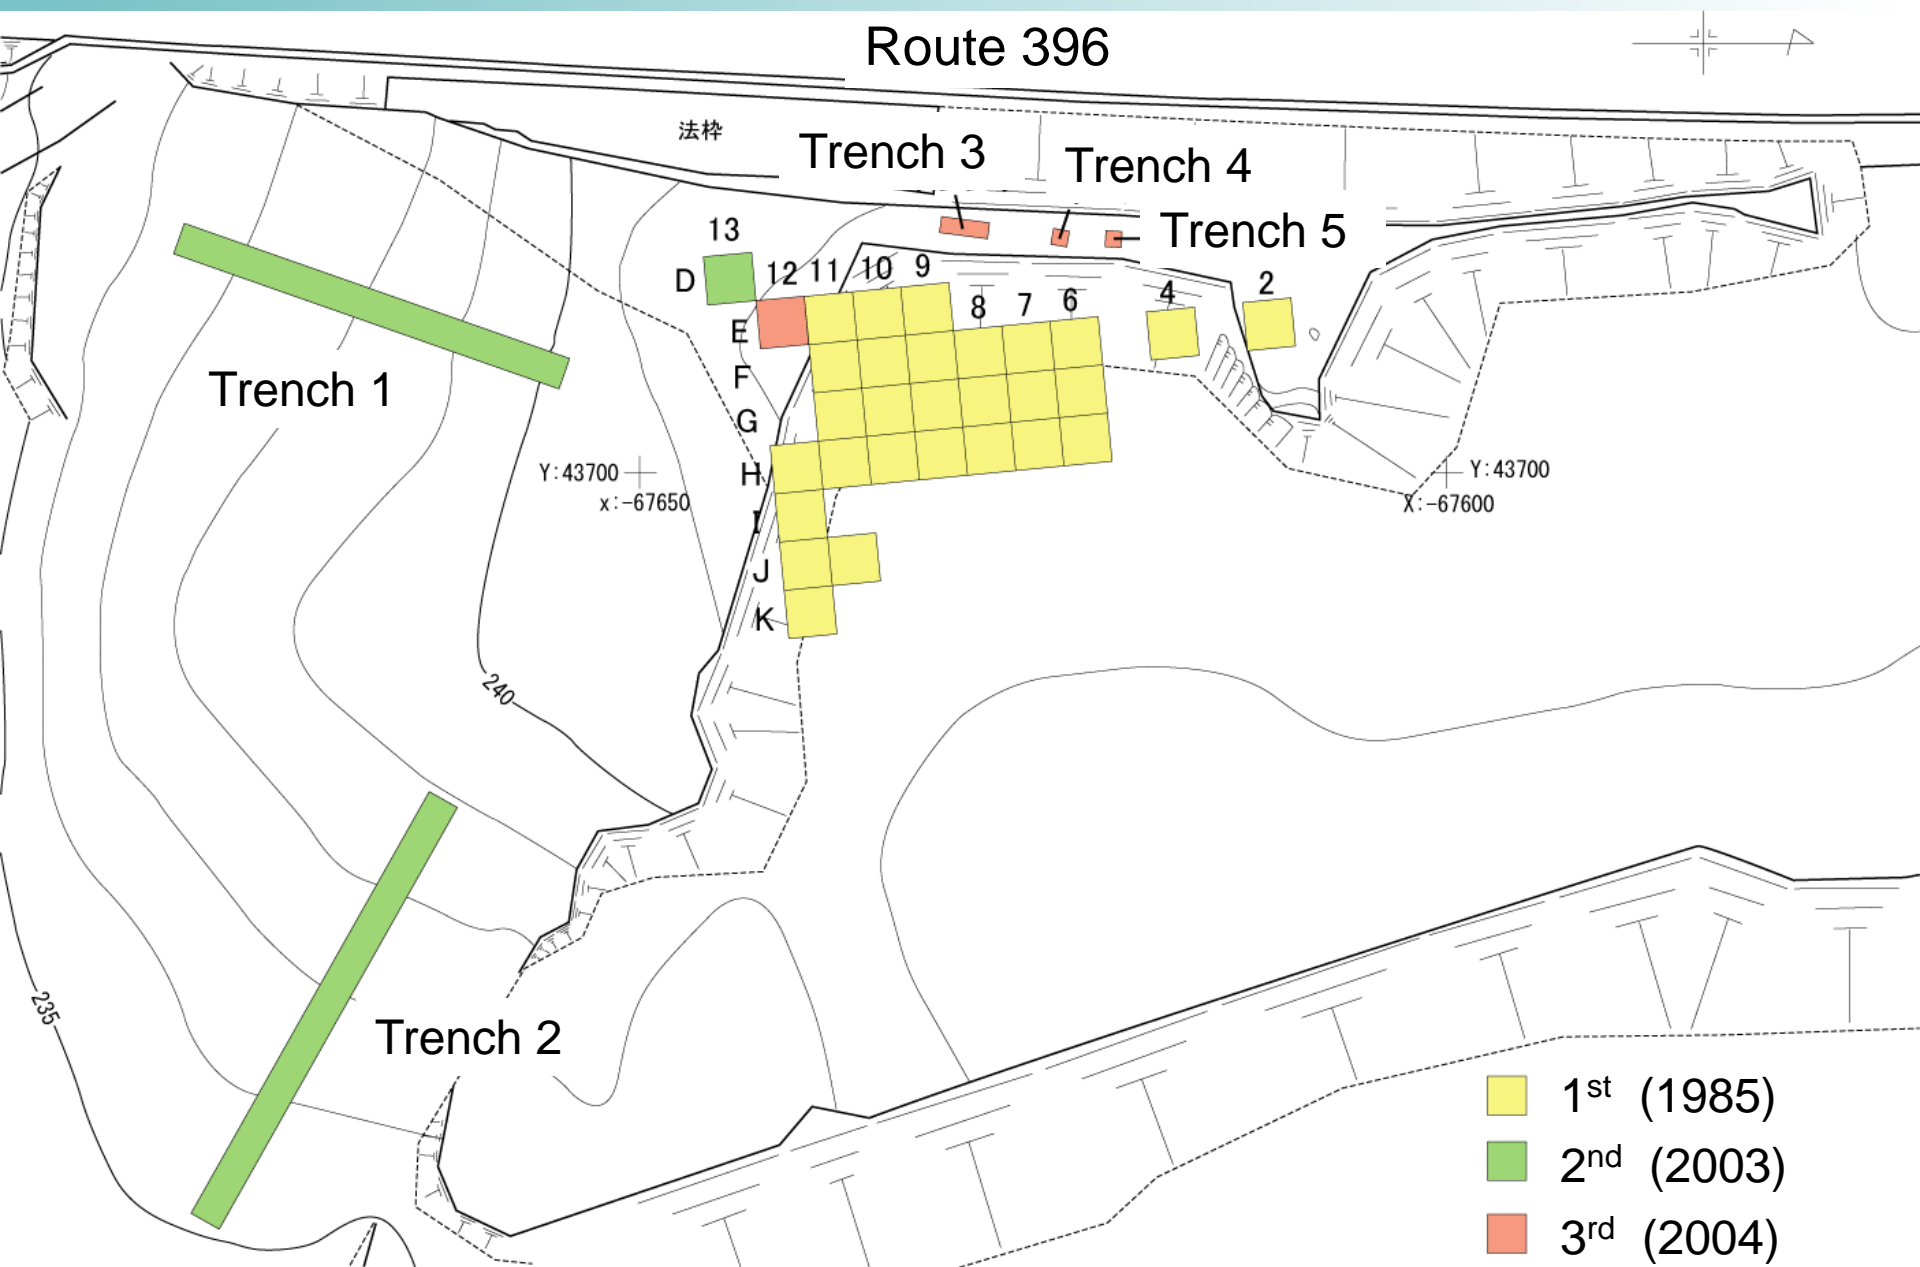 Route 396
法枠
Trench 3
Trench 4
Trench 5
13
D
12
11
10
9
8
7
6
4
2
E
F
G
H
I
J
K
Trench 1
Y:43700
x:-67650
Y:43700
X:-67600
240
235
Trench 2
1st (1985)
2nd (2003)
3rd (2004)